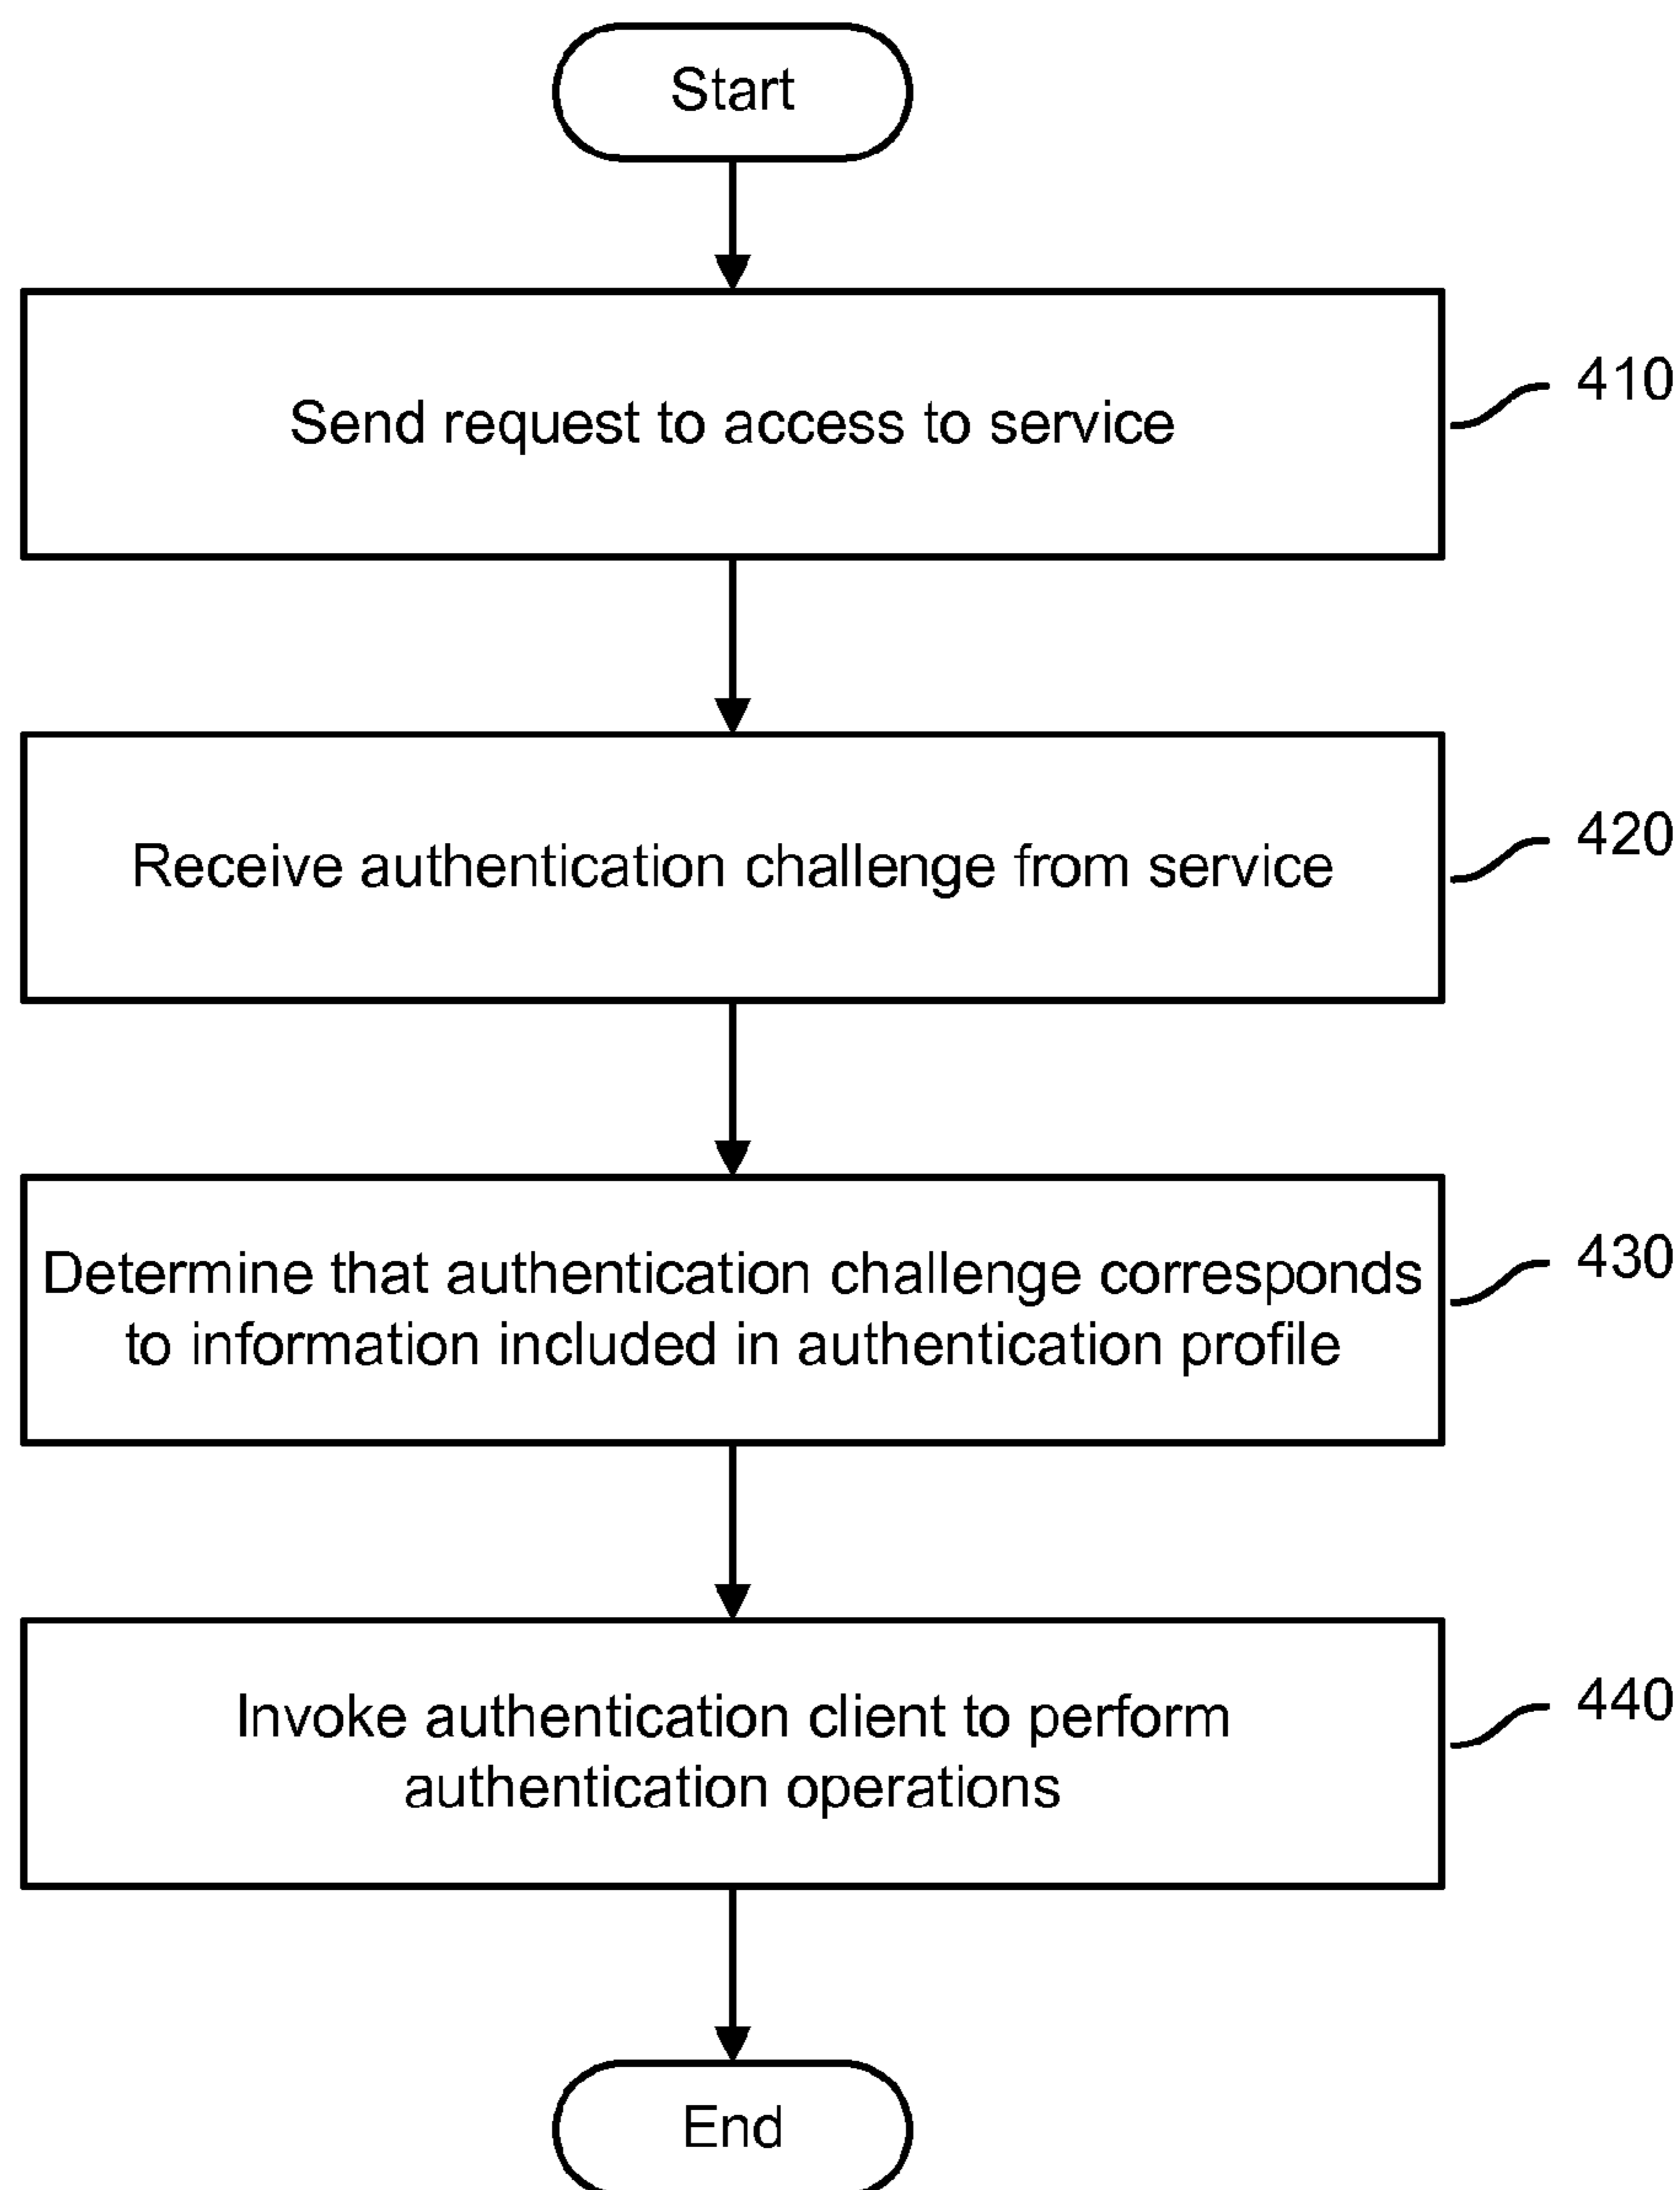 Start
Send request to access to service
410
Receive authentication challenge from service
420
Determine that authentication challenge corresponds
to information included in authentication profile
430
Invoke authentication client to perform
authentication operations
440
End